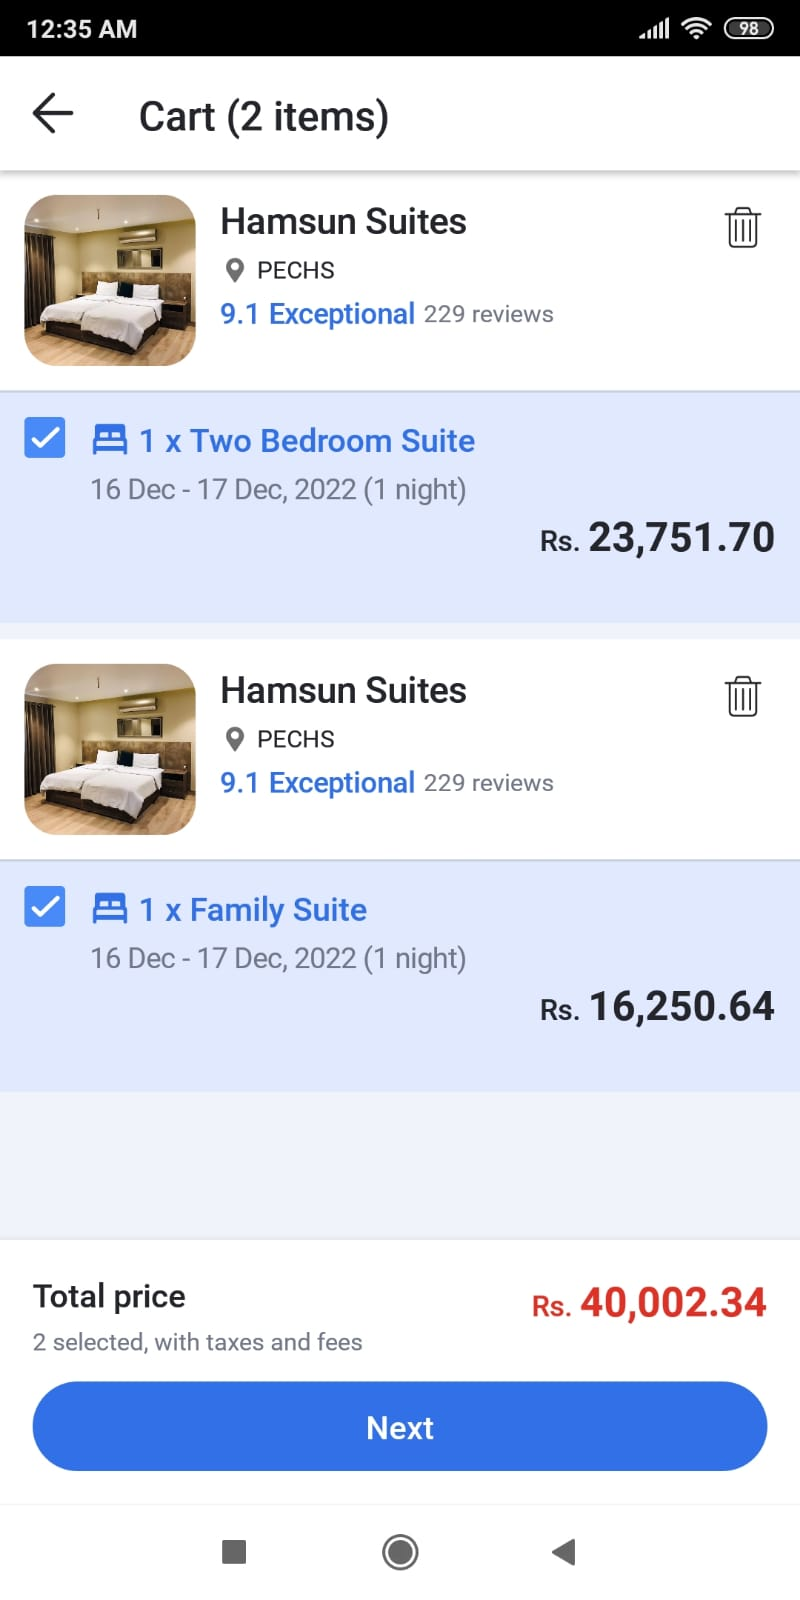 12:35 AM
98
Cart (2 items)
Hamsun Suites
PECHS
9.1 Exceptional 229 reviews
1 x Two Bedroom Suite
16 Dec - 17 Dec, 2022 (1 night)
Rs. 23,751.70
Hamsun Suites
PECHS
9.1 Exceptional 229 reviews
1 x Family Suite
16 Dec - 17 Dec, 2022 (1 night)
Rs. 16,250.64
Total price
Rs. 40,002.34
2 selected, with taxes and fees
Next